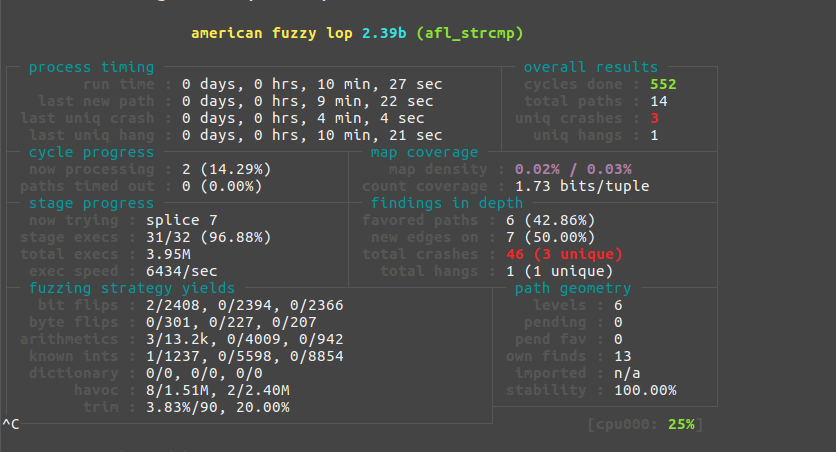 american fuzzy lop 2.39b (afl_strcmp)
process timing overall results
run time : 0 days, 0 hrs, 10 min, 27 sec cycles done : 552
last new path : 0 days, 0 hrs, 9 min, 22 sec total paths : 14
last uniq crash : 0 days, 0 hrs, 4 min, 4 sec uniq crashes : 3
last uniq hang : 0 days, 0 hrs, 10 min, 21 sec uniq hangs : 1
cycle progress map coverage
now processing : 2 (14.29%) map density : 0.02% / 0.03%
paths timed out : 0 (0.00%) count coverage : 1.73 bits/tuple
stage progress findings in depth
now trying : splice 7 favored paths : 6 (42.86%)
stage execs : 31/32 (96.88%) new edges on : 7 (50.00%)
total execs : 3.95M total crashes : 46 (3 unique)
exec speed : 6434/sec total hangs : 1 (1 unique)
fuzzing strategy yields path geometry
bit flips : 2/2408, 0/2394, 0/2366 levels : 6
byte flips : 0/301, 0/227, 0/207 pending : 0
arithmetics : 3/13.2k, 0/4009, 0/942 pend fav : 0
known ints : 1/1237, 0/5598, 0/8854 own finds : 13
dictionary : 0/0, 0/0, 0/0 imported : n/a
havoc : 8/1.51M, 2/2.40M stability : 100.00%
trim : 3.83%/90, 20.00%
^C [cpu000: 25%]